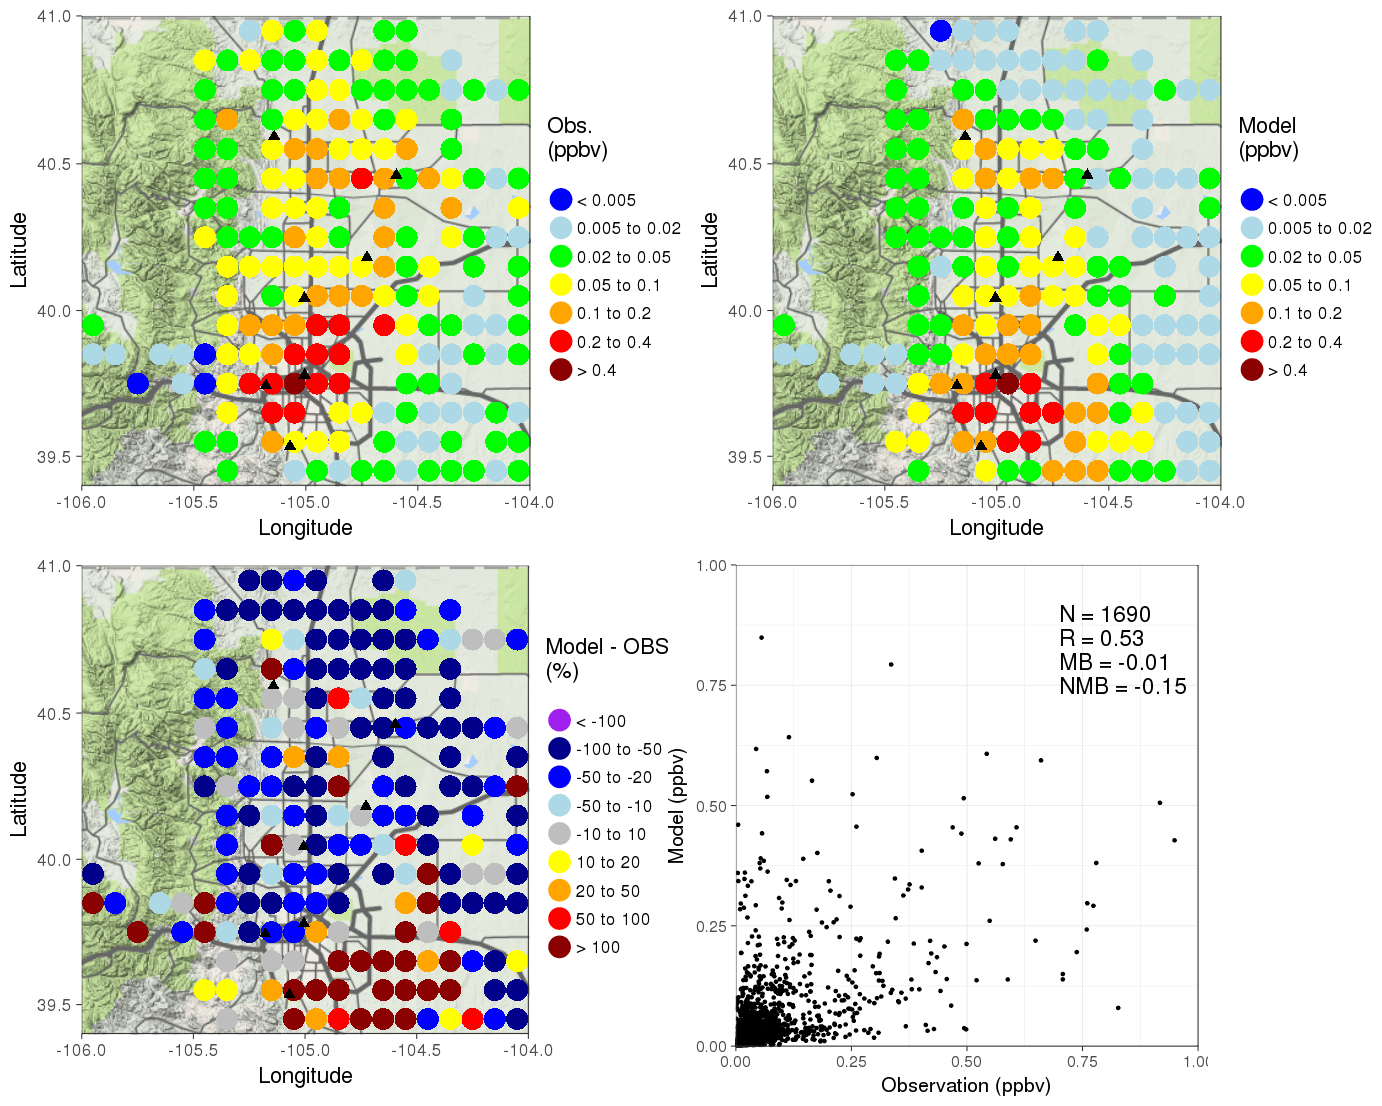 41.0
40.5
40.0
39.5
Latitude
-106.0 -105.5 -105.0 -104.5 -104.0
Longitude
Obs.
(ppbv)
< 0.005
0.005 to 0.02
0.02 to 0.05
0.05 to 0.1
0.1 to 0.2
0.2 to 0.4
> 0.4
41.0
40.5
40.0
39.5
Latitude
-106.0 -105.5 -105.0 -104.5 -104.0
Longitude
Model
(ppbv)
< 0.005
0.005 to 0.02
0.02 to 0.05
0.05 to 0.1
0.1 to 0.2
0.2 to 0.4
> 0.4
41.0
40.5
40.0
39.5
Latitude
-106.0 -105.5 -105.0 -104.5 -104.0
Longitude
Model - OBS
(%)
< -100
-100 to -50
-50 to -20
-50 to -10
-10 to 10
10 to 20
20 to 50
50 to 100
> 100
1.00
0.75
0.50
0.25
0.00
Model (ppbv)
N = 1690
R = 0.53
MB = -0.01
NMB = -0.15
0.00 0.25 0.50 0.75 1.00
Observation (ppbv)